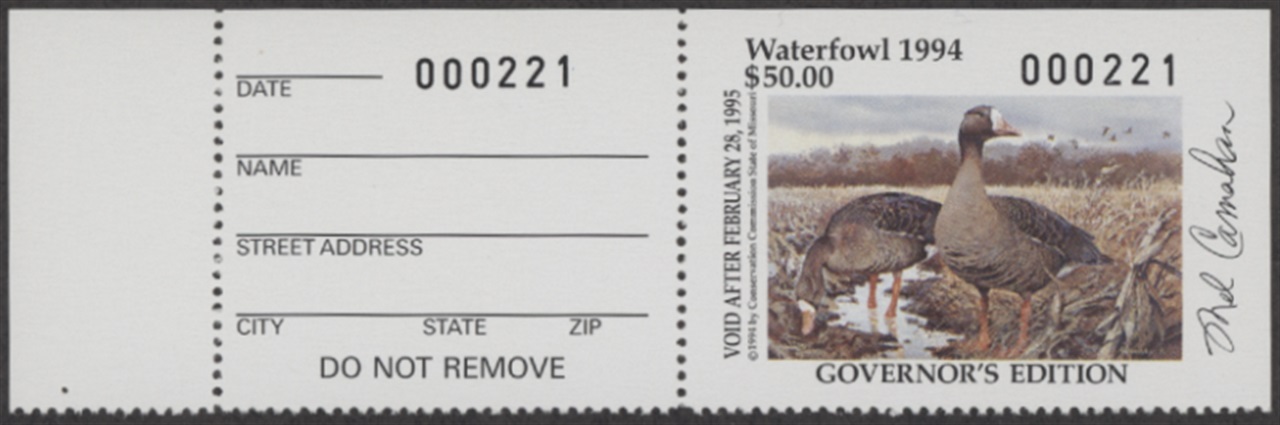 DATE
000221
NAME
STREET ADDRESS
CITY STATE ZIP
DO NOT REMOVE
Waterfowl 1994
$50.00
000221
VOID AFTER FEBRUARY 28, 1995
©1994 by Conservation Commission State of Missouri
Mel Carnahan
GOVERNOR'S EDITION